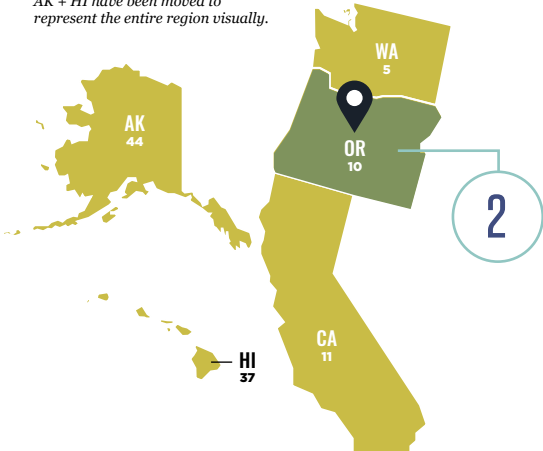 AK + HI have been moved to
represent the entire region visually.
WA
5
AK
44
OR
10
2
CA
11
HI
37